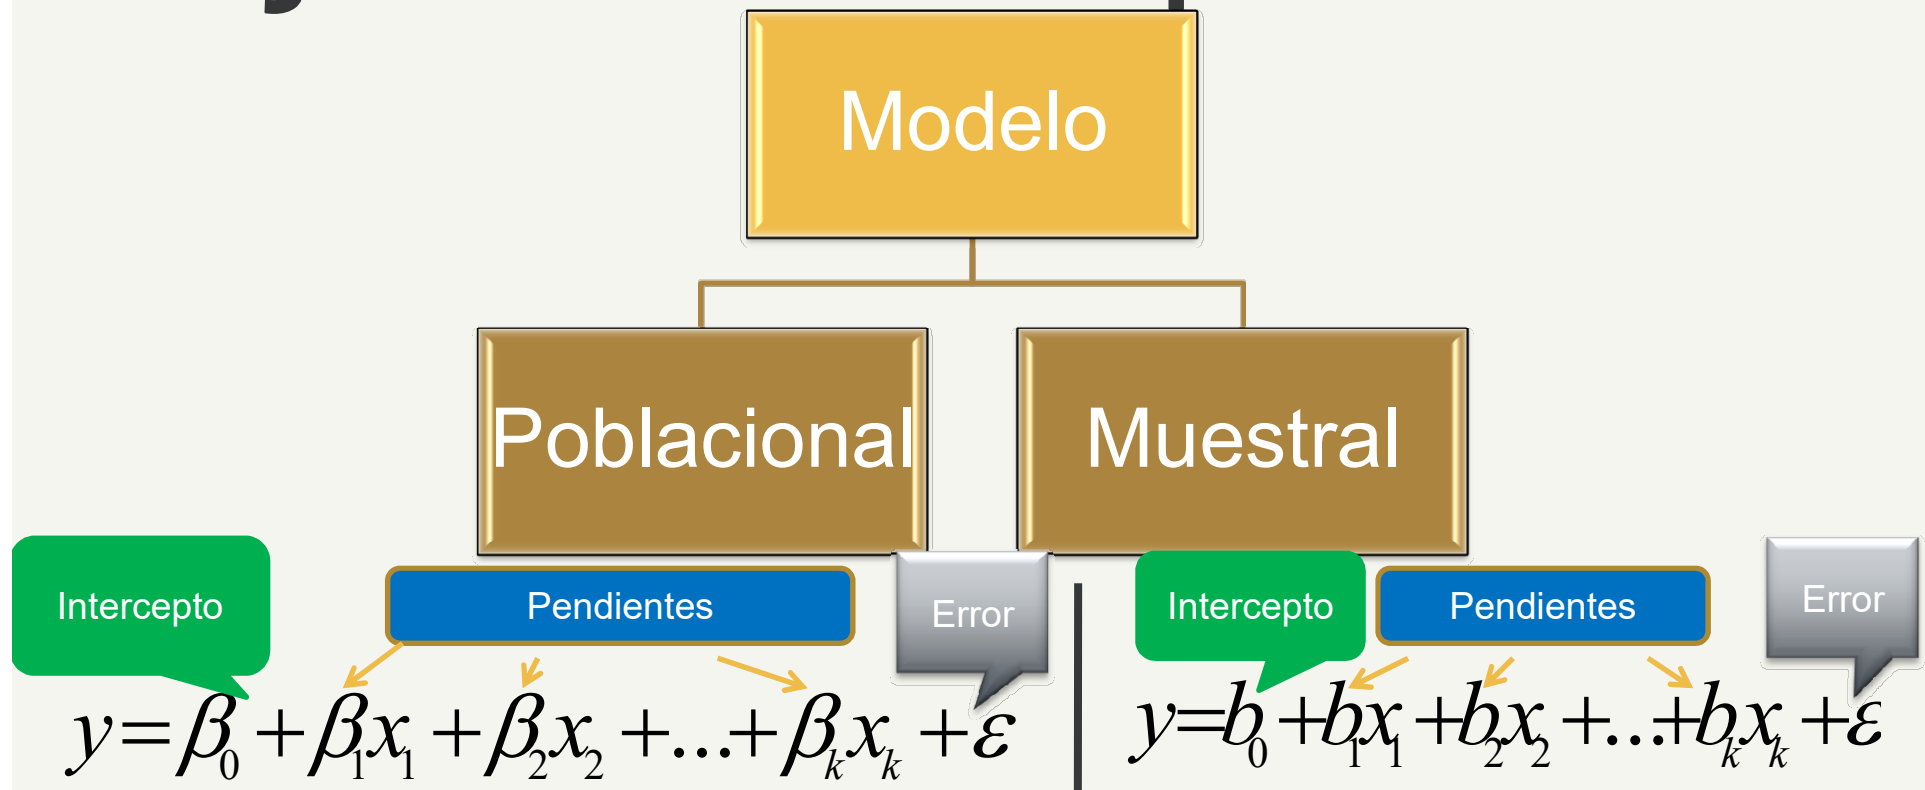 Modelo
Poblacional
Muestral
Intercepto
Pendientes
Error
y=β₀+β₁x₁+β₂x₂+...+βₖxₖ+ε
Intercepto
Pendientes
Error
y=b₀+b₁x₁+b₂x₂+...+bₖxₖ+ε